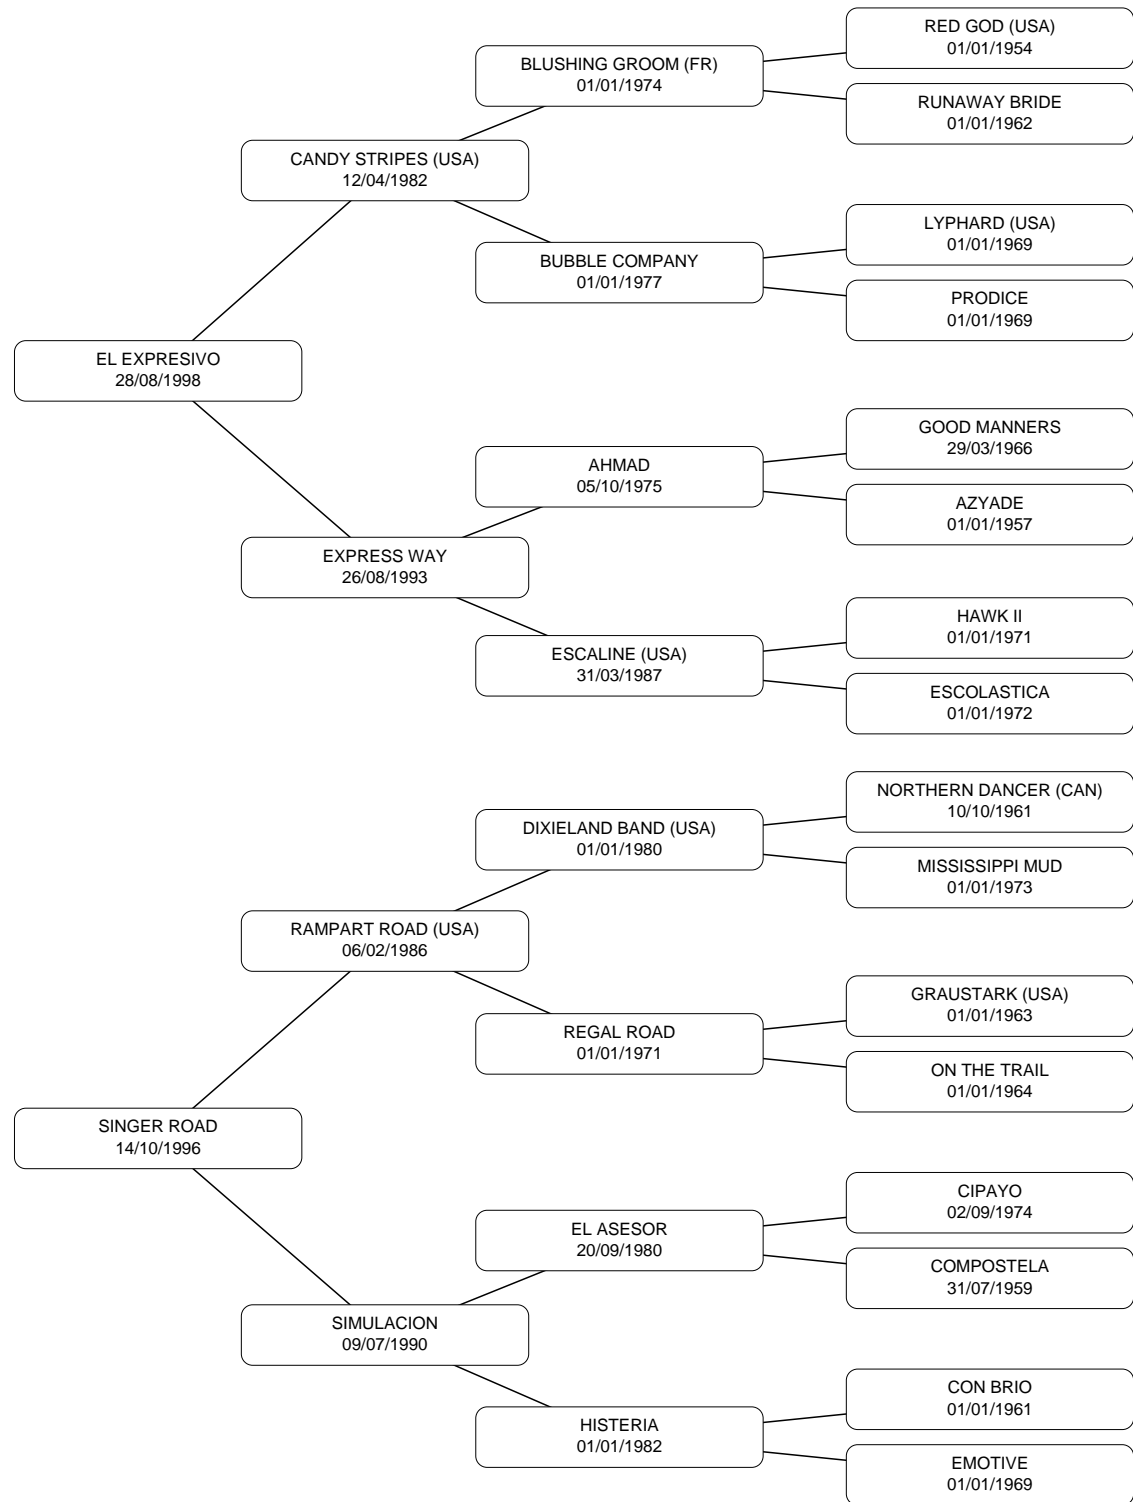 RED GOD (USA)
01/01/1954
BLUSHING GROOM (FR)
01/01/1974
RUNAWAY BRIDE
01/01/1962
CANDY STRIPES (USA)
12/04/1982
LYPHARD (USA)
01/01/1969
BUBBLE COMPANY
01/01/1977
PRODICE
01/01/1969
EL EXPRESIVO
28/08/1998
GOOD MANNERS
29/03/1966
AHMAD
05/10/1975
AZYADE
01/01/1957
EXPRESS WAY
26/08/1993
HAWK II
01/01/1971
ESCALINE (USA)
31/03/1987
ESCOLASTICA
01/01/1972
NORTHERN DANCER (CAN)
10/10/1961
DIXIELAND BAND (USA)
01/01/1980
MISSISSIPPI MUD
01/01/1973
RAMPART ROAD (USA)
06/02/1986
GRAUSTARK (USA)
01/01/1963
REGAL ROAD
01/01/1971
ON THE TRAIL
01/01/1964
SINGER ROAD
14/10/1996
CIPAYO
02/09/1974
EL ASESOR
20/09/1980
COMPOSTELA
31/07/1959
SIMULACION
09/07/1990
CON BRIO
01/01/1961
HISTERIA
01/01/1982
EMOTIVE
01/01/1969